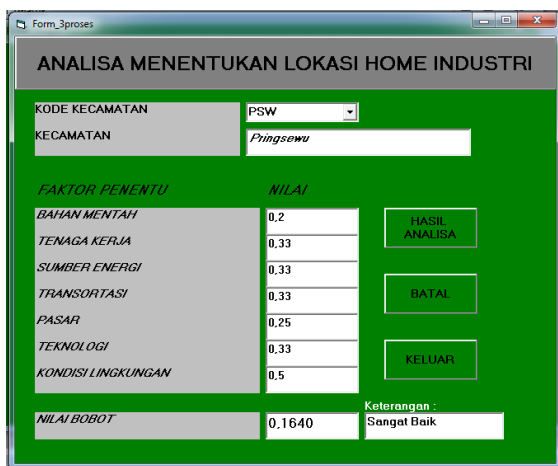 Form_3proses
ANALISA MENENTUKAN LOKASI HOME INDUSTRI
KODE KECAMATAN PSW
KECAMATAN Pringsewu
FAKTOR PENENTU NILAI
BAHAN MENTAH 0,2
HASIL ANALISA
TENAGA KERJA 0,33
SUMBER ENERGI 0,33
TRANSORTASI 0,33
BATAL
PASAR 0,25
TEKNOLOGI 0,33
KELUAR
KONDISI LINGKUNGAN 0,5
Keterangan :
NILAI BOBOT 0,1640 Sangat Baik